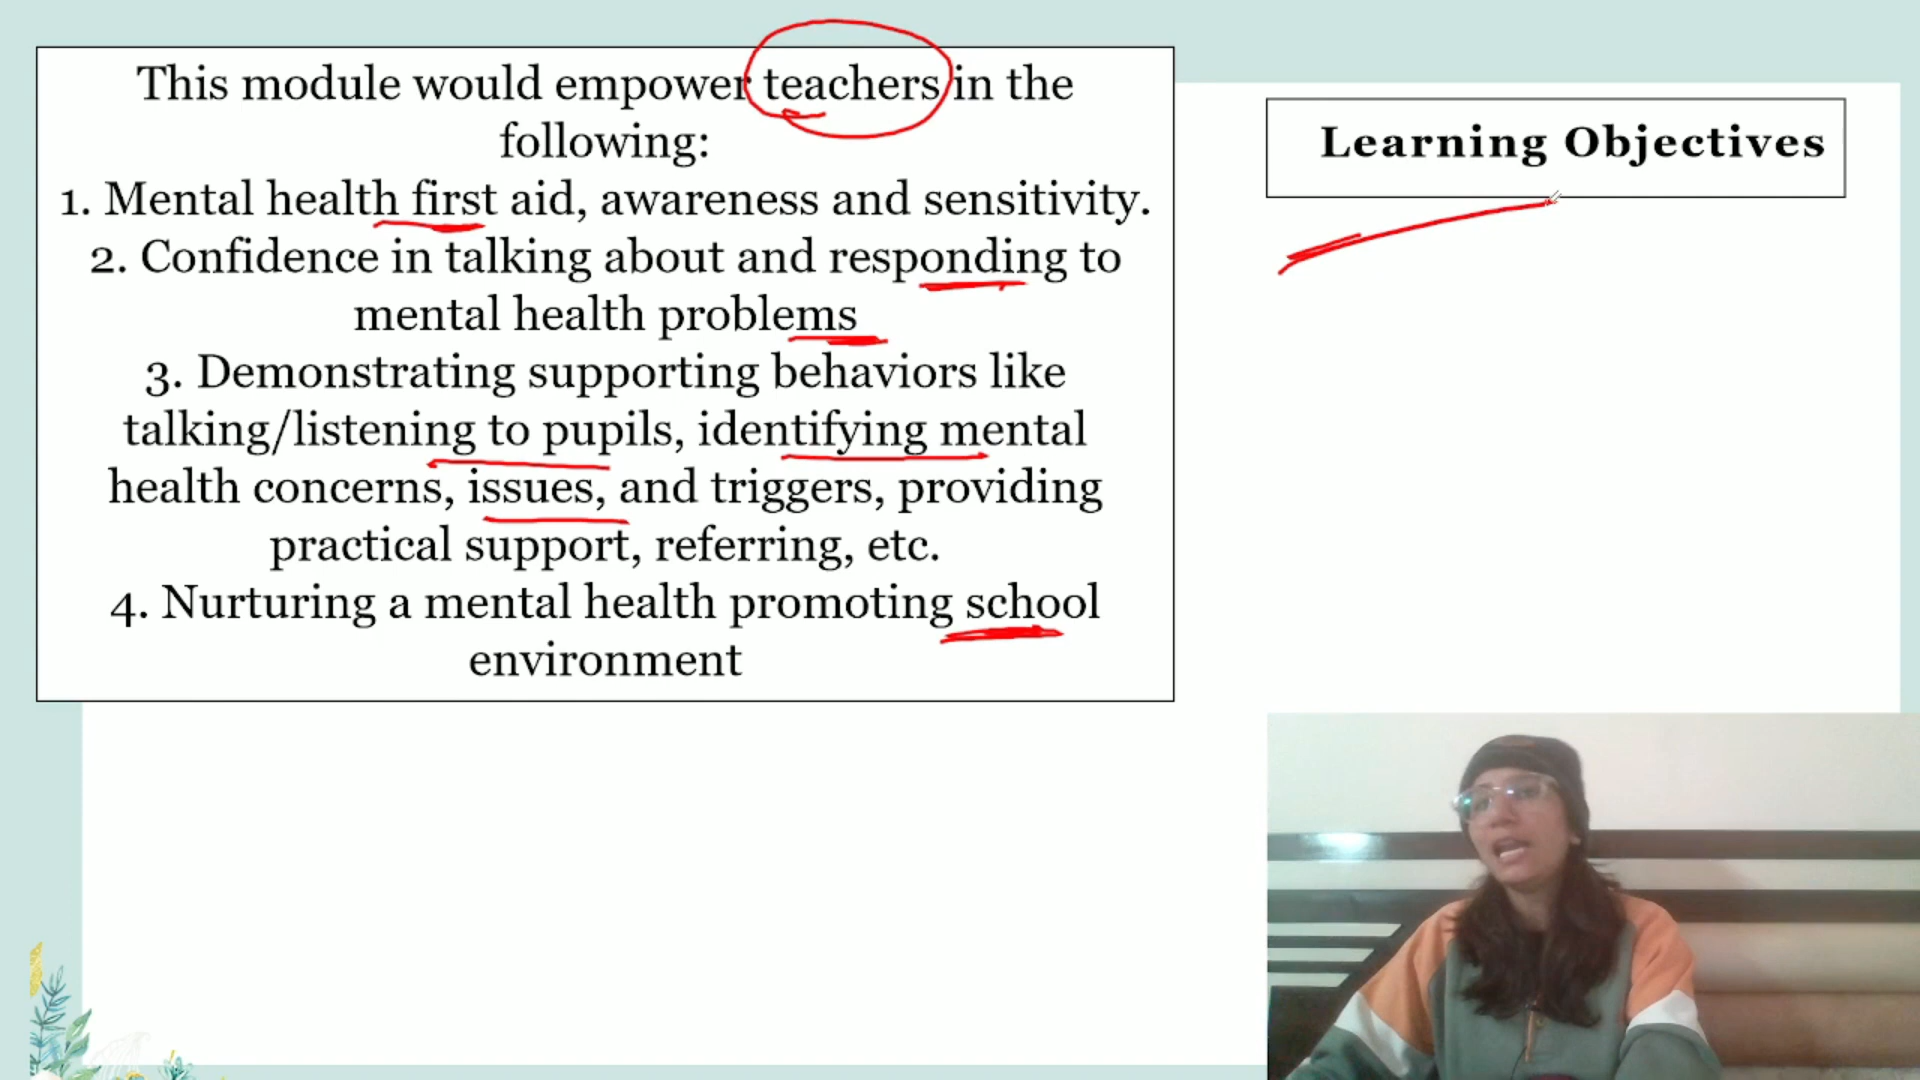 This module would empower teachers in the
following:
1. Mental health first aid, awareness and sensitivity.
2. Confidence in talking about and responding to
mental health problems
3. Demonstrating supporting behaviors like
talking/listening to pupils, identifying mental
health concerns, issues, and triggers, providing
practical support, referring, etc.
4. Nurturing a mental health promoting school
environment
Learning Objectives